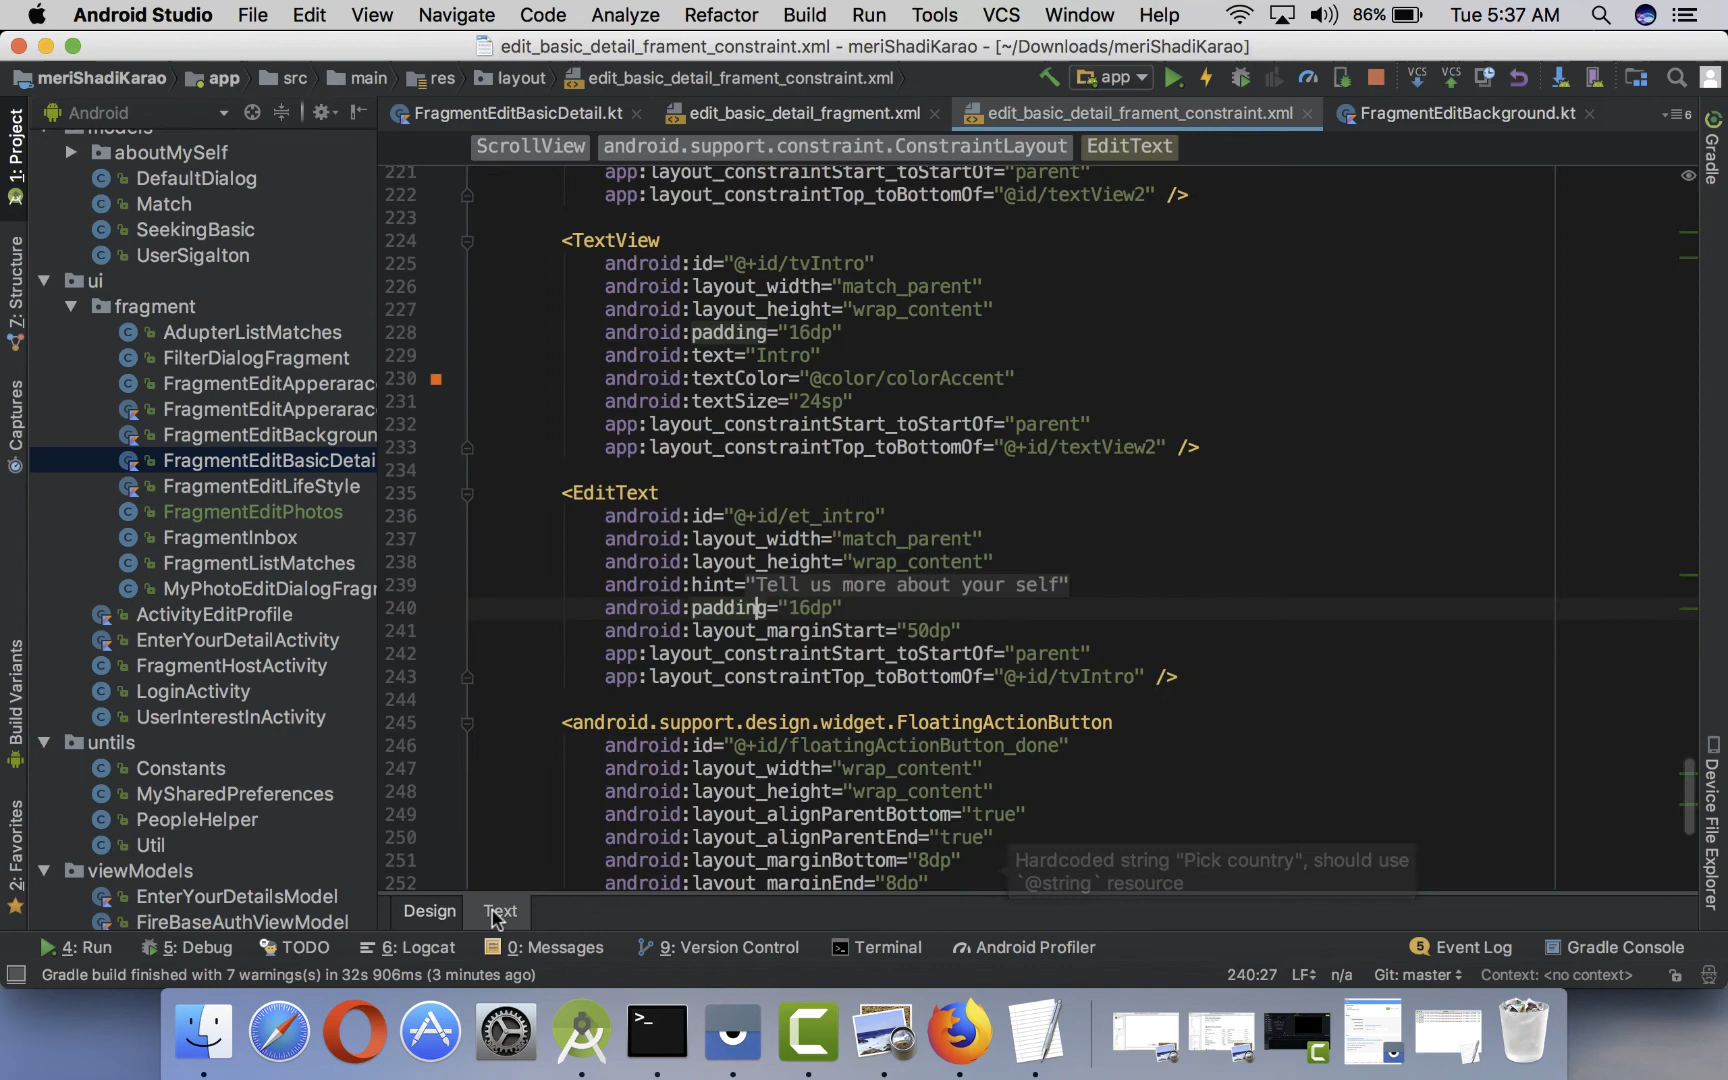 Android Studio File Edit View Navigate Code Analyze Refactor Build Run Tools VCS Window Help 86% Tue 5:37 AM
edit_basic_detail_frament_constraint.xml - meriShadiKarao - [~/Downloads/meriShadiKarao]
meriShadiKarao app src main res layout edit_basic_detail_frament_constraint.xml app VCS VCS
Android FragmentEditBasicDetail.kt edit_basic_detail_fragment.xml edit_basic_detail_frament_constraint.xml FragmentEditBackground.kt 6
ScrollView android.support.constraint.ConstraintLayout EditText
1: Project
Z: Structure
Captures
Build Variants
2: Favorites
models
aboutMySelf
DefaultDialog
Match
SeekingBasic
UserSigalton
ui
fragment
AdupterListMatches
FilterDialogFragment
FragmentEditApperarac
FragmentEditApperarac
FragmentEditBackgroun
FragmentEditBasicDetai
FragmentEditLifeStyle
FragmentEditPhotos
FragmentInbox
FragmentListMatches
MyPhotoEditDialogFragr
ActivityEditProfile
EnterYourDetailActivity
FragmentHostActivity
LoginActivity
UserInterestInActivity
untils
Constants
MySharedPreferences
PeopleHelper
Util
viewModels
EnterYourDetailsModel
FireBaseAuthViewModel
221 app:layout_constraintStart_toStartOf="parent"
222 app:layout_constraintTop_toBottomOf="@id/textView2" />
223
224 <TextView
225 android:id="@+id/tvIntro"
226 android:layout_width="match_parent"
227 android:layout_height="wrap_content"
228 android:padding="16dp"
229 android:text="Intro"
230 android:textColor="@color/colorAccent"
231 android:textSize="24sp"
232 app:layout_constraintStart_toStartOf="parent"
233 app:layout_constraintTop_toBottomOf="@+id/textView2" />
234
235 <EditText
236 android:id="@+id/et_intro"
237 android:layout_width="match_parent"
238 android:layout_height="wrap_content"
239 android:hint="Tell us more about your self"
240 android:padding="16dp"
241 android:layout_marginStart="50dp"
242 app:layout_constraintStart_toStartOf="parent"
243 app:layout_constraintTop_toBottomOf="@+id/tvIntro" />
244
245 <android.support.design.widget.FloatingActionButton
246 android:id="@+id/floatingActionButton_done"
247 android:layout_width="wrap_content"
248 android:layout_height="wrap_content"
249 android:layout_alignParentBottom="true"
250 android:layout_alignParentEnd="true"
251 android:layout_marginBottom="8dp"
252 android:layout_marginEnd="8dp"
Hardcoded string "Pick country", should use
`@string` resource
Gradle
Device File Explorer
Design Text
4: Run 5: Debug TODO 6: Logcat 0: Messages 9: Version Control Terminal Android Profiler 5 Event Log Gradle Console
Gradle build finished with 7 warnings(s) in 32s 906ms (3 minutes ago) 240:27 LF n/a Git: master Context: <no context>